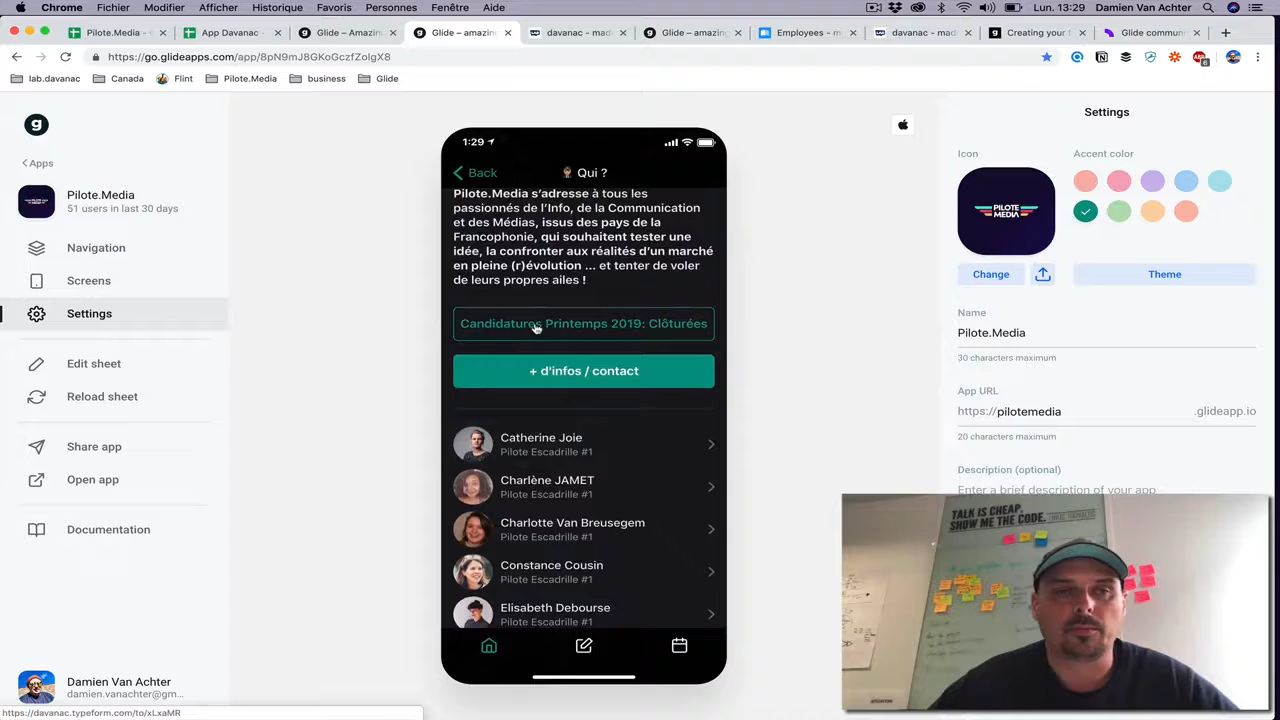 Chrome Fichier Modifier Affichage Historique Favoris Personnes Fenêtre Aide
Lun. 13:29 Damien Van Achter
Pilote.Media - C
App Davanac -
Glide – Amazin
Glide – amazing
davanac - mad
Glide – amazing
Employees - m
davanac - mad
Creating your f
Glide commun
https://go.glideapps.com/app/8pN9mJ8GKoGczfZolgX8
6
lab.davanac Canada Flint Pilote.Media business Glide
g
Apps
Pilote.Media
51 users in last 30 days
Navigation
Screens
Settings
Edit sheet
Reload sheet
Share app
Open app
Documentation
Damien Van Achter
damien.vanachter@gm...
https://davanac.typeform.com/to/xLxaMR
1:29
Back
Qui ?
Pilote.Media s'adresse à tous les
passionnés de l'Info, de la Communication
et des Médias, issus des pays de la
Francophonie, qui souhaitent tester une
idée, la confronter aux réalités d'un marché
en pleine (r)évolution ... et tenter de voler
de leurs propres ailes !
Candidatures Printemps 2019: Clôturées
+ d'infos / contact
Catherine Joie
Pilote Escadrille #1
Charlène JAMET
Pilote Escadrille #1
Charlotte Van Breusegem
Pilote Escadrille #1
Constance Cousin
Pilote Escadrille #1
Elisabeth Debourse
Pilote Escadrille #1
Settings
Icon
Accent color
PILOTE
MEDIA
Change
Theme
Name
Pilote.Media
30 characters maximum
App URL
https://pilotemedia .glideapp.io
20 characters maximum
Description (optional)
Enter a brief description of your app
TALK IS CHEAP.
SHOW ME THE CODE.